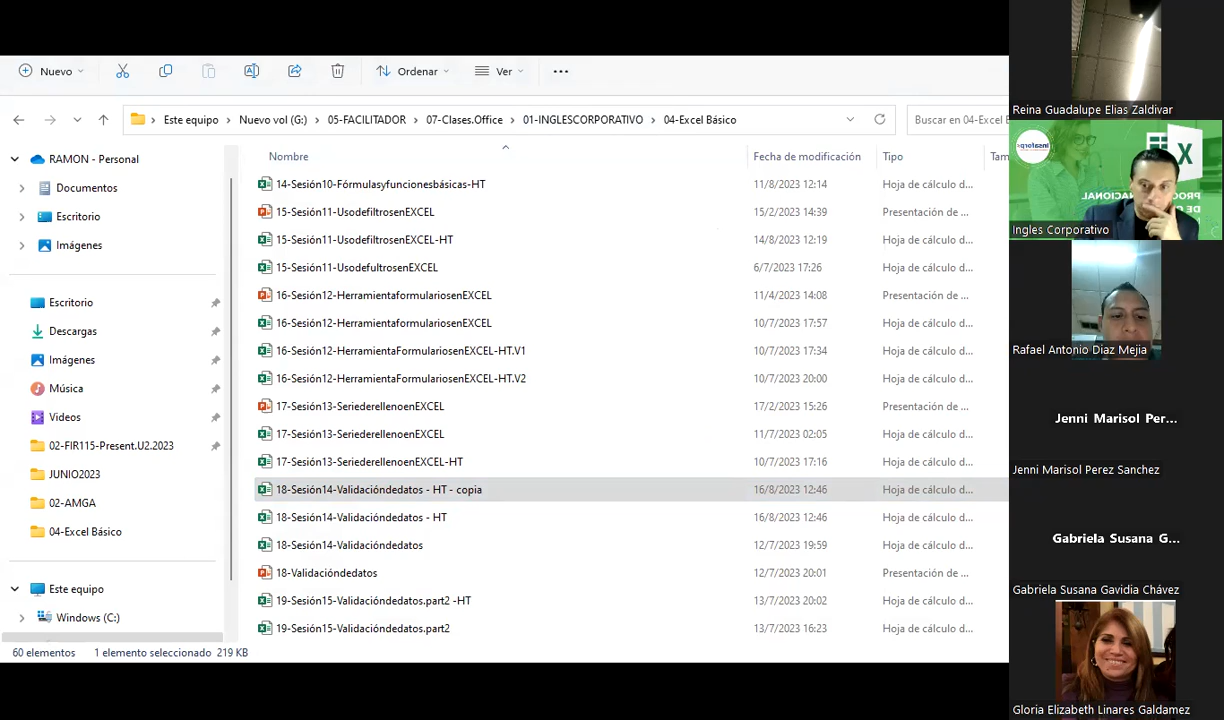 Nuevo
Ordenar
Ver
Este equipo > Nuevo vol (G:) > 05-FACILITADOR > 07-Clases.Office > 01-INGLESCORPORATIVO > 04-Excel Básico
Buscar en 04-Excel B
RAMON - Personal
Documentos
Escritorio
Imágenes
Escritorio
Descargas
Imágenes
Música
Videos
02-FIR115-Present.U2.2023
JUNIO2023
02-AMGA
04-Excel Básico
Este equipo
Windows (C:)
Nombre Fecha de modificación Tipo Tam
14-Sesión10-Fórmulasyfuncionesbásicas-HT 11/8/2023 12:14 Hoja de cálculo d...
15-Sesión11-UsodefiltrosenEXCEL 15/2/2023 14:39 Presentación de ...
15-Sesión11-UsodefiltrosenEXCEL-HT 14/8/2023 12:19 Hoja de cálculo d...
15-Sesión11-UsodefultrosenEXCEL 6/7/2023 17:26 Hoja de cálculo d...
16-Sesión12-HerramientaformulariosenEXCEL 11/4/2023 14:08 Presentación de ...
16-Sesión12-HerramientaformulariosenEXCEL 10/7/2023 17:57 Hoja de cálculo d...
16-Sesión12-HerramientaFormulariosenEXCEL-HT.V1 10/7/2023 17:34 Hoja de cálculo d...
16-Sesión12-HerramientaFormulariosenEXCEL-HT.V2 10/7/2023 20:00 Hoja de cálculo d...
17-Sesión13-SeriederellenoenEXCEL 17/2/2023 15:26 Presentación de ...
17-Sesión13-SeriederellenoenEXCEL 11/7/2023 02:05 Hoja de cálculo d...
17-Sesión13-SeriederellenoenEXCEL-HT 10/7/2023 17:16 Hoja de cálculo d...
18-Sesión14-Validacióndedatos - HT - copia 16/8/2023 12:46 Hoja de cálculo d...
18-Sesión14-Validacióndedatos - HT 16/8/2023 12:46 Hoja de cálculo d...
18-Sesión14-Validacióndedatos 12/7/2023 19:59 Hoja de cálculo d...
18-Validacióndedatos 12/7/2023 20:01 Presentación de ...
19-Sesión15-Validacióndedatos.part2 -HT 13/7/2023 20:02 Hoja de cálculo d...
19-Sesión15-Validacióndedatos.part2 13/7/2023 16:23 Hoja de cálculo d...
60 elementos 1 elemento seleccionado 219 KB
Reina Guadalupe Elias Zaldivar
Insaforp
X
Ingles Corporativo
Rafael Antonio Diaz Mejia
Jenni Marisol Per...
Jenni Marisol Perez Sanchez
Gabriela Susana G...
Gabriela Susana Gavidia Chávez
Gloria Elizabeth Linares Galdamez